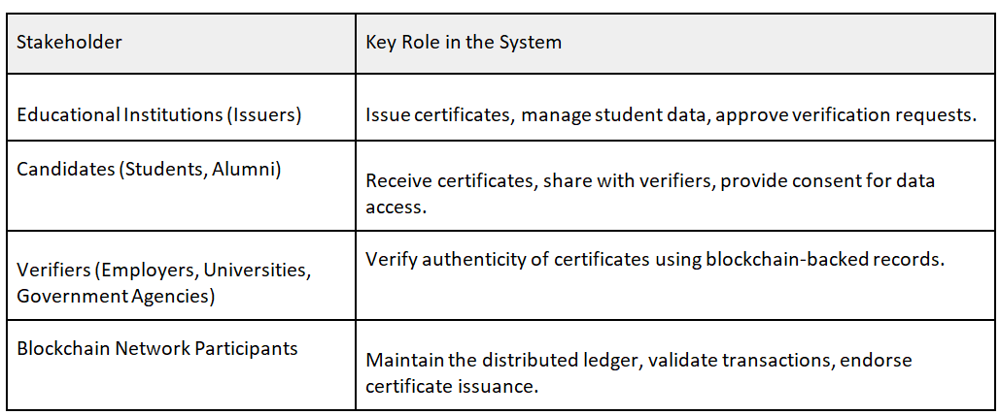 Stakeholder
Key Role in the System
Educational Institutions (Issuers)
Issue certificates, manage student data, approve verification requests.
Candidates (Students, Alumni)
Receive certificates, share with verifiers, provide consent for data
access.
Verifiers (Employers, Universities,
Government Agencies)
Verify authenticity of certificates using blockchain-backed records.
Blockchain Network Participants
Maintain the distributed ledger, validate transactions, endorse
certificate issuance.